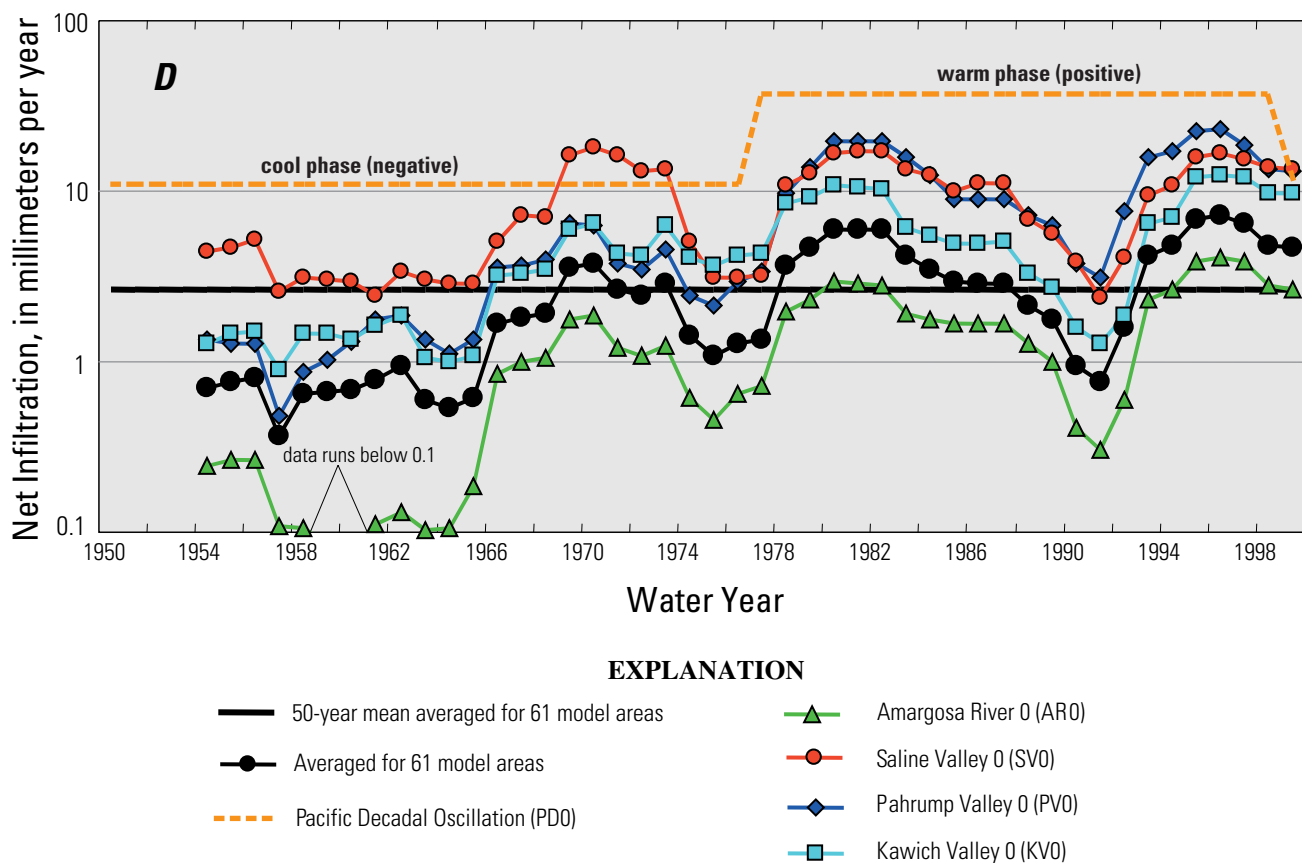 100
10
1
0.1
Net Infiltration, in millimeters per year
D
warm phase (positive)
cool phase (negative)
data runs below 0.1
1950 1954 1958 1962 1966 1970 1974 1978 1982 1986 1990 1994 1998
Water Year
EXPLANATION
50-year mean averaged for 61 model areas
Averaged for 61 model areas
Pacific Decadal Oscillation (PD0)
Amargosa River 0 (AR0)
Saline Valley 0 (SV0)
Pahrump Valley 0 (PV0)
Kawich Valley 0 (KV0)